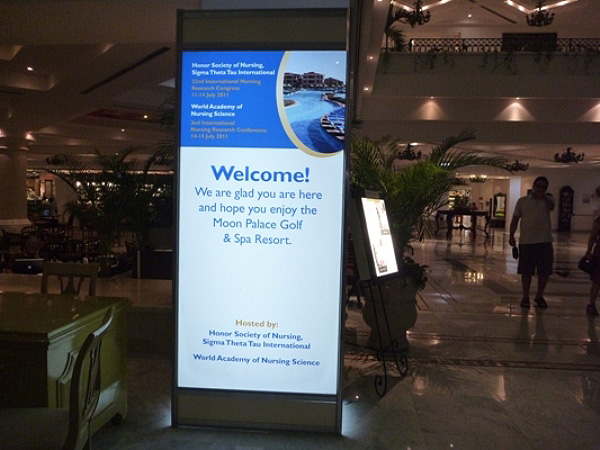 Honor Society of Nursing,
Sigma Theta Tau International
22nd International Nursing
Research Congress
11-14 July 2011
World Academy of
Nursing Science
2nd International
Nursing Research Conference
14-15 July 2011
Welcome!
We are glad you are here
and hope you enjoy the
Moon Palace Golf
& Spa Resort.
Hosted by:
Honor Society of Nursing,
Sigma Theta Tau International
World Academy of Nursing Science